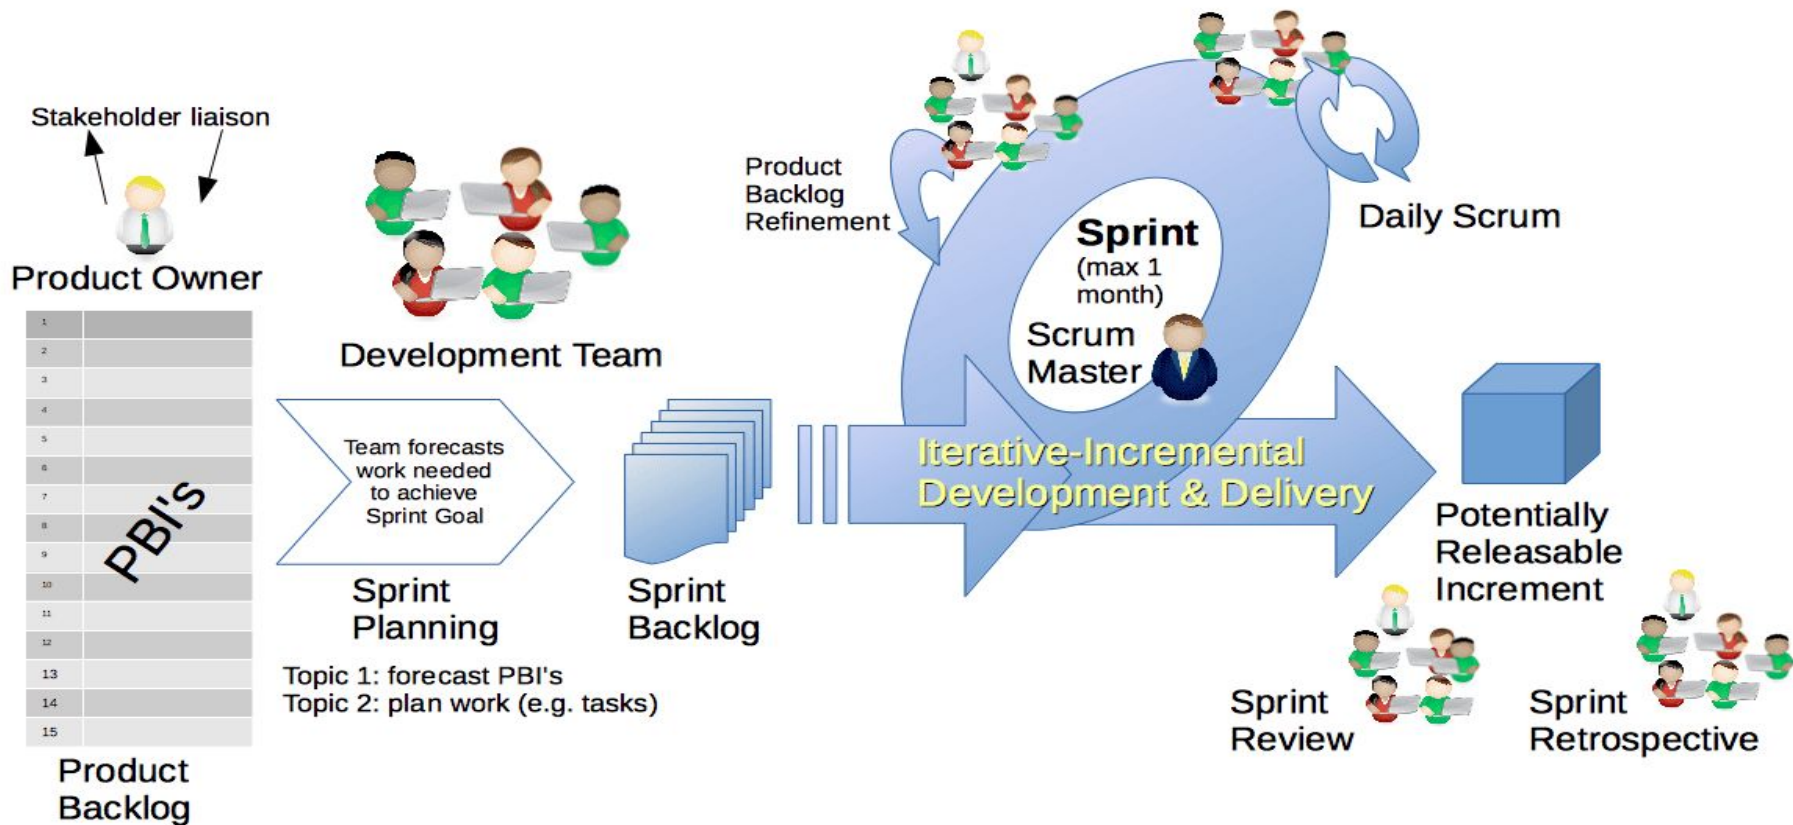 Stakeholder liaison
Product Owner
1
2
3
4
5
6
7
8
9
10
11
12
13
14
15
PBI's
Product
Backlog
Development Team
Team forecasts
work needed
to achieve
Sprint Goal
Sprint
Planning
Topic 1: forecast PBI's
Topic 2: plan work (e.g. tasks)
Sprint
Backlog
Product
Backlog
Refinement
Sprint
(max 1
month)
Scrum
Master
Daily Scrum
Iterative-Incremental
Development & Delivery
Potentially
Releasable
Increment
Sprint
Review
Sprint
Retrospective